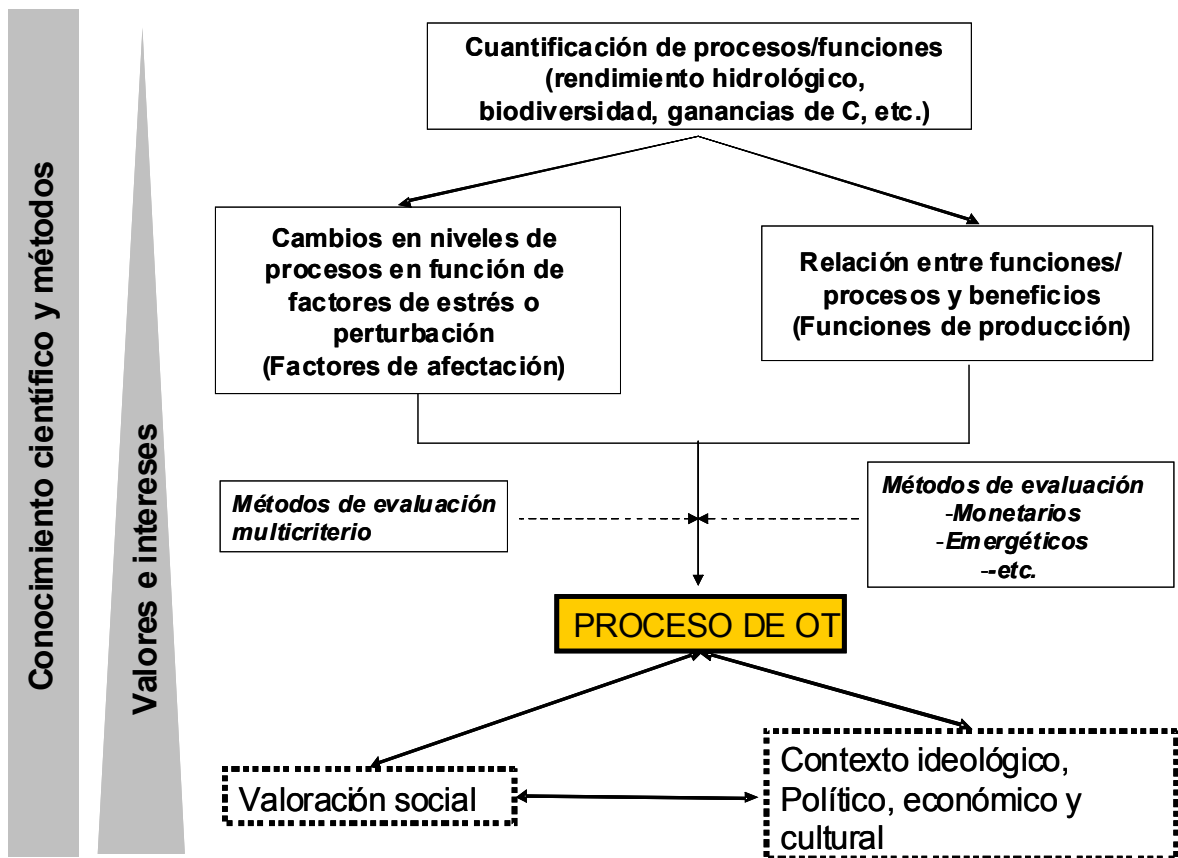 Conocimiento científico y métodos
Valores e intereses
Cuantificación de procesos/funciones
(rendimiento hidrológico,
biodiversidad, ganancias de C, etc.)
Cambios en niveles de
procesos en función de
factores de estrés o
perturbación
(Factores de afectación)
Relación entre funciones/
procesos y beneficios
(Funciones de producción)
Métodos de evaluación
multicriterio
Métodos de evaluación
-Monetarios
-Emergéticos
--etc.
PROCESO DE OT
Valoración social
Contexto ideológico,
Político, económico y
cultural